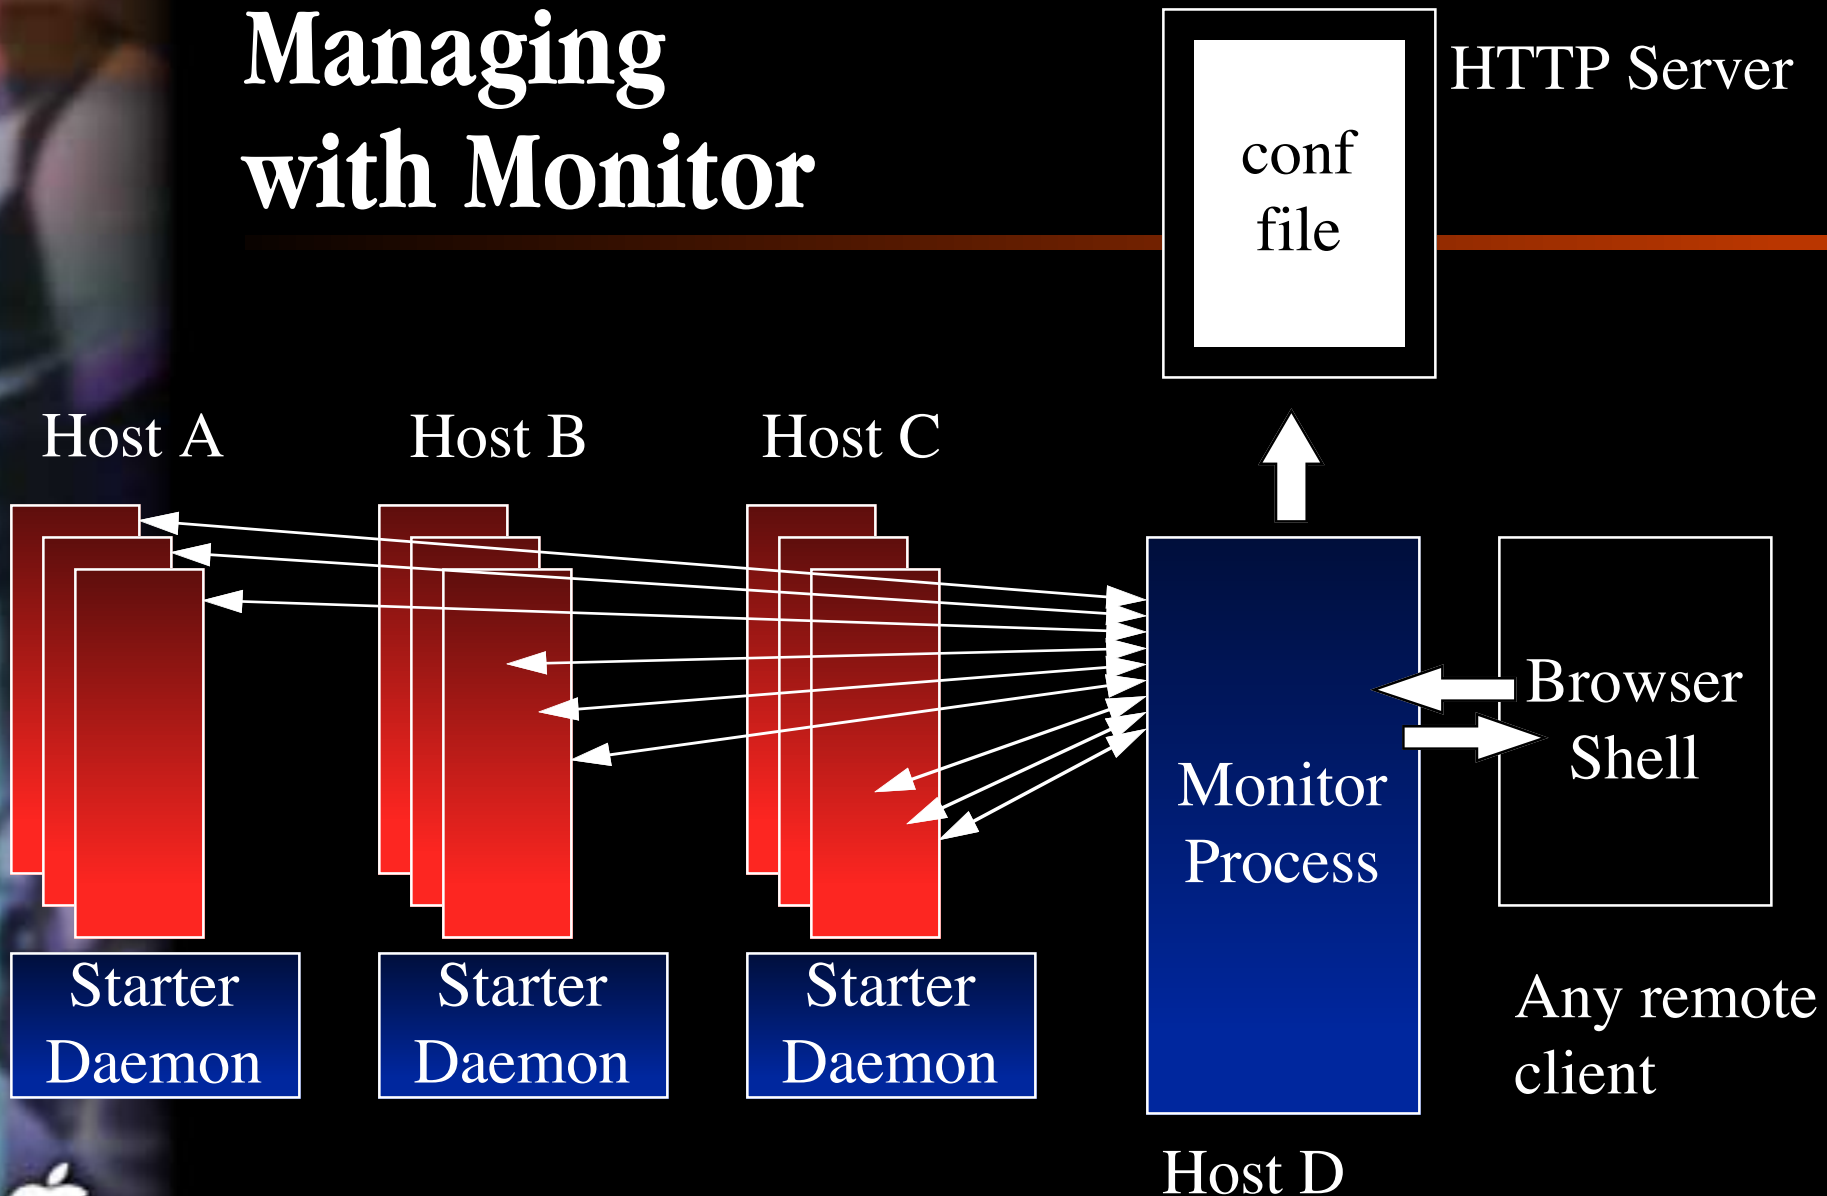 Managing
with Monitor
HTTP Server
conf
file
Host A
Host B
Host C
Browser
Shell
Monitor
Process
Starter
Daemon
Starter
Daemon
Starter
Daemon
Any remote
client
Host D